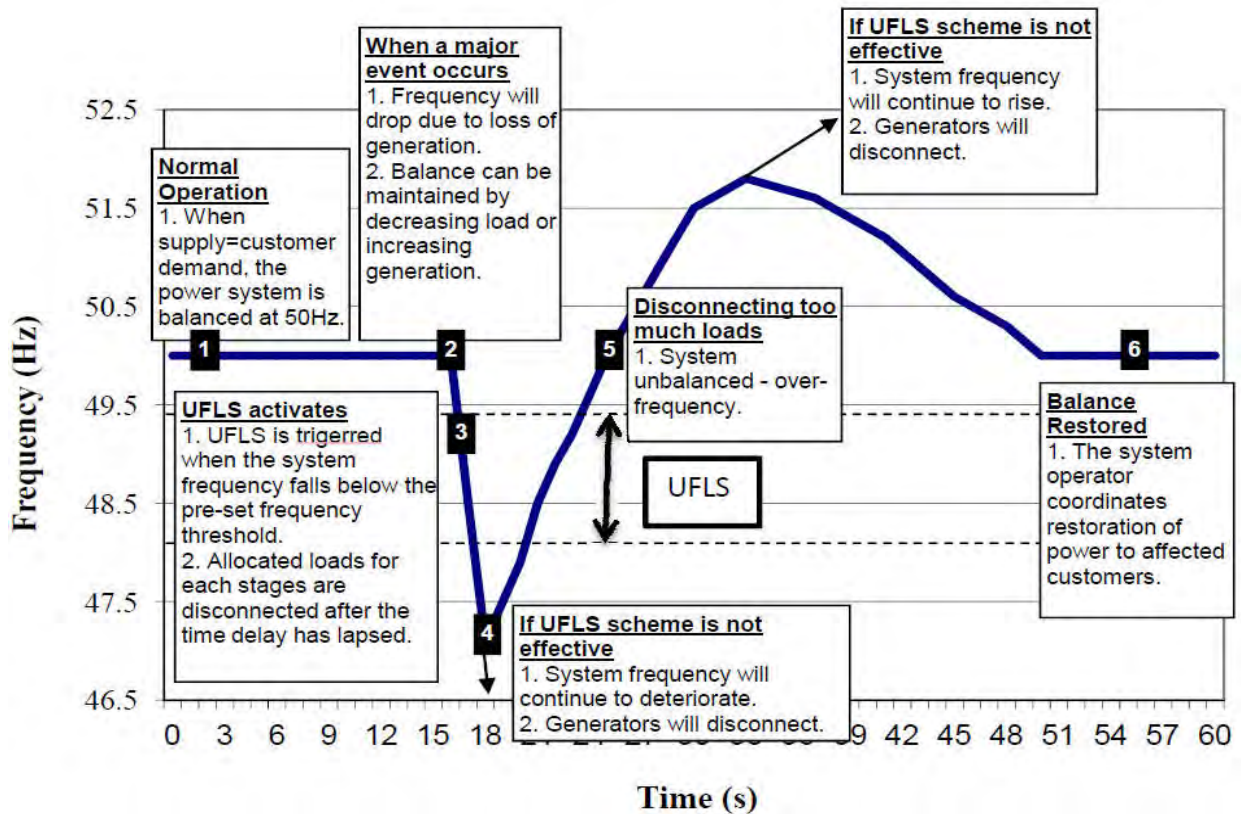 If UFLS scheme is not
effective
1. System frequency
will continue to rise.
2. Generators will
disconnect.
When a major
event occurs
1. Frequency will
drop due to loss of
generation.
2. Balance can be
maintained by
decreasing load or
increasing
generation.
Normal
Operation
1. When
supply=customer
demand, the
power system is
balanced at 50Hz.
Disconnecting too
much loads
1. System
unbalanced - over-
frequency.
UFLS activates
1. UFLS is trigerred
when the system
frequency falls below the
pre-set frequency
threshold.
2. Allocated loads for
each stages are
disconnected after the
time delay has lapsed.
UFLS
Balance
Restored
1. The system
operator
coordinates
restoration of
power to affected
customers.
If UFLS scheme is not
effective
1. System frequency will
continue to deteriorate.
2. Generators will disconnect.
1
2
3
4
5
6
Frequency (Hz)
52.5
51.5
50.5
49.5
48.5
47.5
46.5
0 3 6 9 12 15 18 42 45 48 51 54 57 60
Time (s)